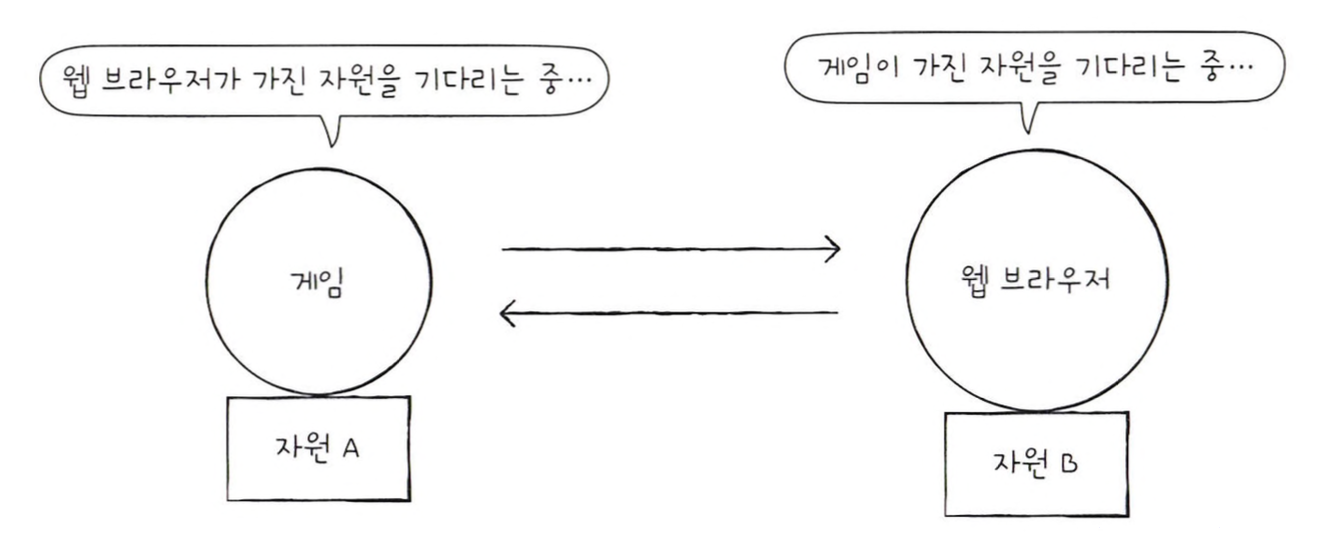 웹 브라우저가 가진 자원을 기다리는 중…
게임이 가진 자원을 기다리는 중…
게임
웹 브라우저
자원 A
자원 B